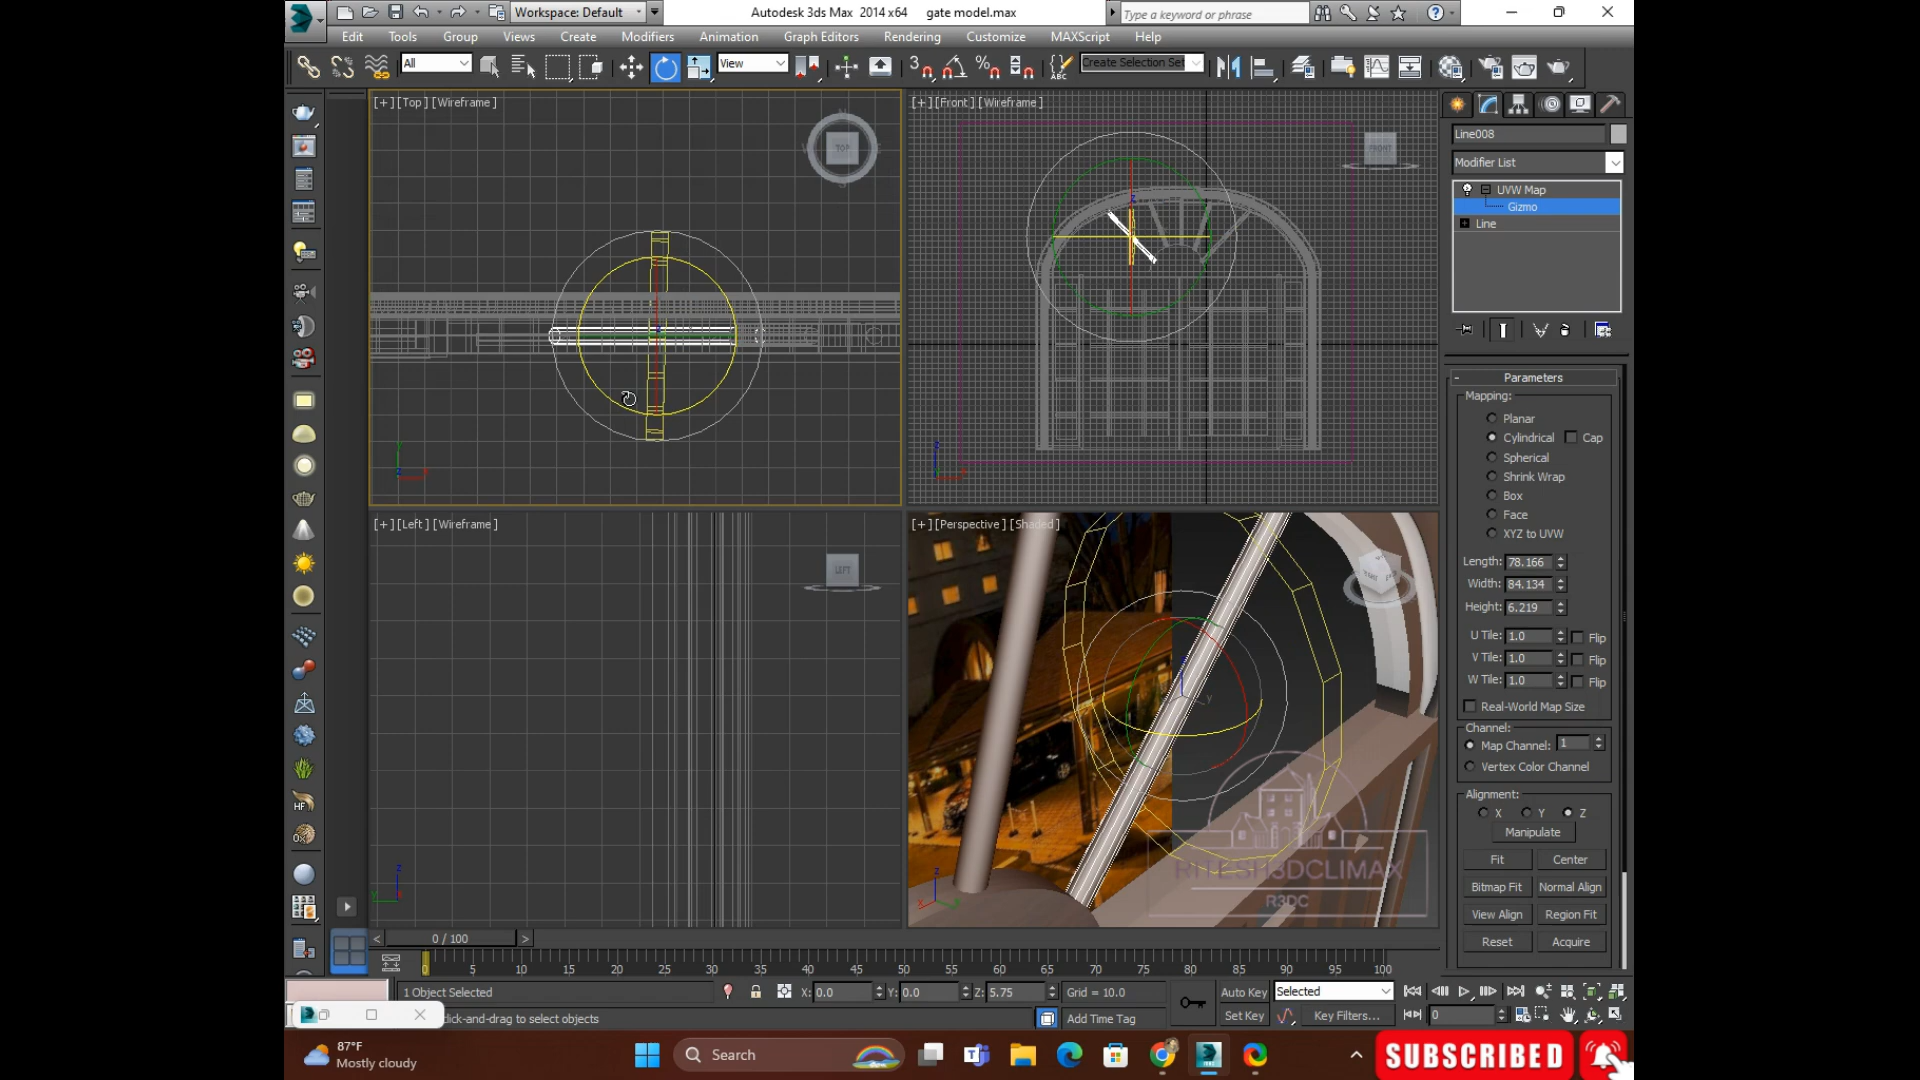 Workspace: Default
Autodesk 3ds Max 2014 x64 gate model.max
Type a keyword or phrase
Edit Tools Group Views Create Modifiers Animation Graph Editors Rendering Customize MAXScript Help
All
View
Create Selection Set
[+] [Top] [Wireframe]
TOP
[+] [Front] [Wireframe]
FRONT
[+] [Left] [Wireframe]
LEFT
[+] [Perspective] [Shaded]
RITESH3DCLIMAX
R3DC
Line008
Modifier List
UVW Map
Gizmo
Line
Parameters
Mapping:
Planar
Cylindrical Cap
Spherical
Shrink Wrap
Box
Face
XYZ to UVW
Length: 78.166
Width: 84.134
Height: 6.219
U Tile: 1.0 Flip
V Tile: 1.0 Flip
W Tile: 1.0 Flip
Real-World Map Size
Channel:
Map Channel: 1
Vertex Color Channel
Alignment:
X Y Z
Manipulate
Fit Center
Bitmap Fit Normal Align
View Align Region Fit
Reset Acquire
0 / 100
0 5 10 15 20 25 30 35 40 45 50 55 60 65 70 75 80 85 90 95 100
1 Object Selected
X: 0.0 Y: 0.0 Z: 5.75 Grid = 10.0
Auto Key Selected
click-and-drag to select objects
Add Time Tag
Set Key Key Filters... 0
87°F
Mostly cloudy
Search
SUBSCRIBED